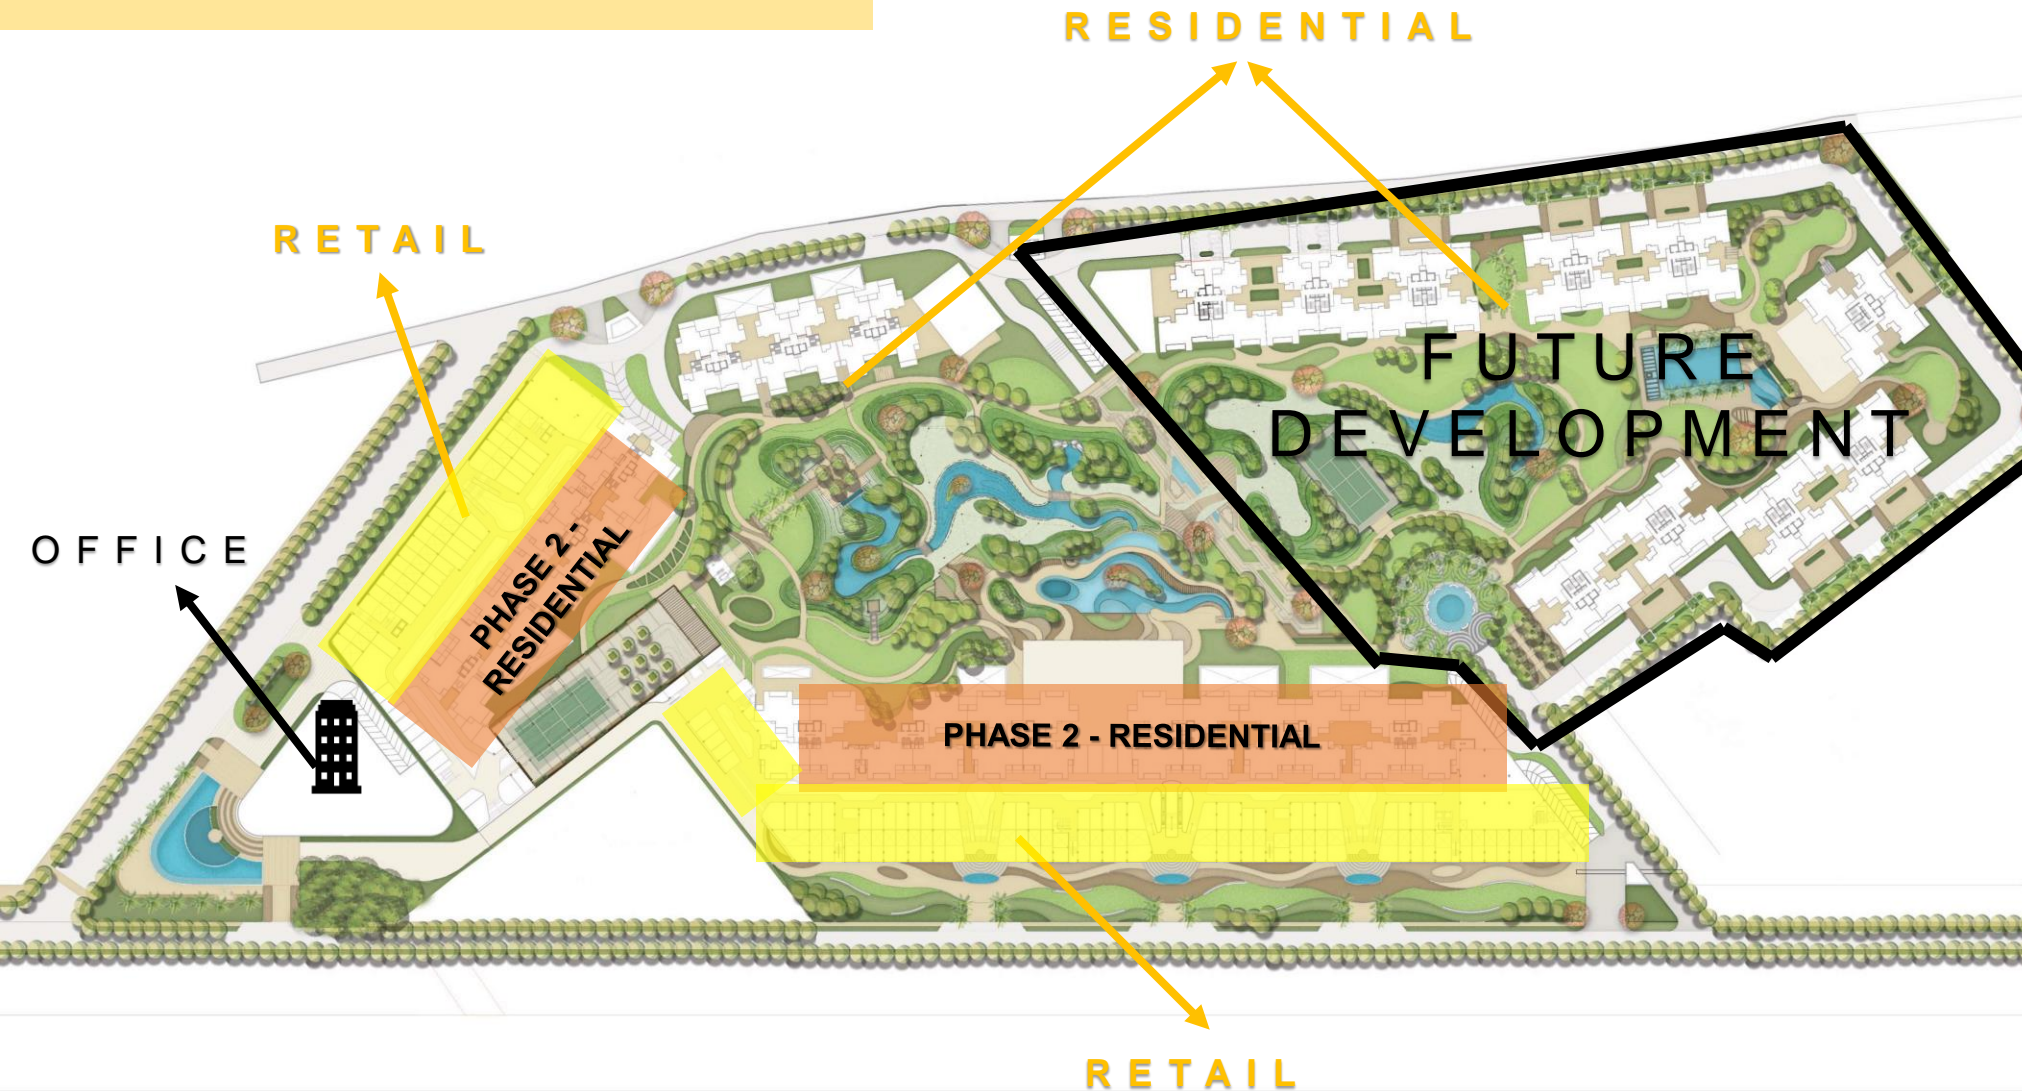 RESIDENTIAL
RETAIL
FUTURE
DEVELOPMENT
OFFICE
PHASE 2 -
RESIDENTIAL
PHASE 2 - RESIDENTIAL
RETAIL